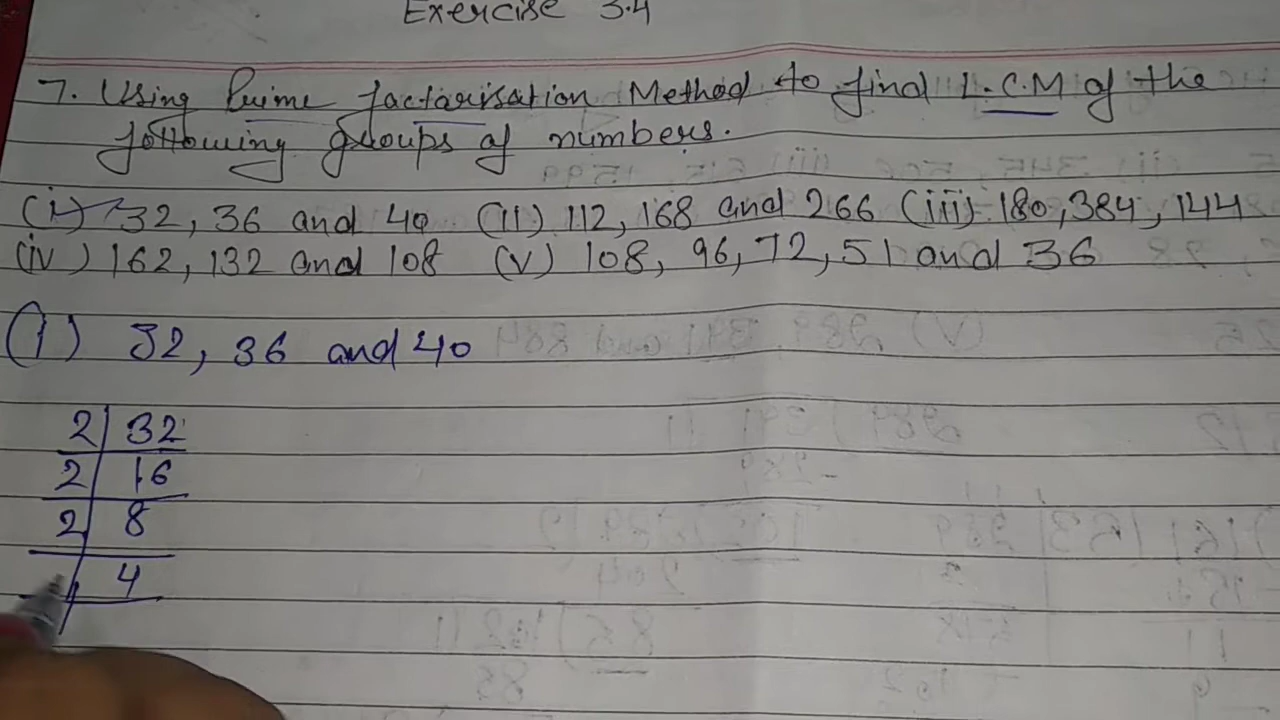 Exercise 3.4
7. Using Prime factorisation Method to find L.C.M of the
following groups of numbers.
(i) 32, 36 and 40 (ii) 112, 168 and 266 (iii) 180, 384, 144
(iv) 162, 132 and 108 (v) 108, 96, 72, 51 and 36
(1) 32, 36 and 40
2 32
2 16
2 8
4